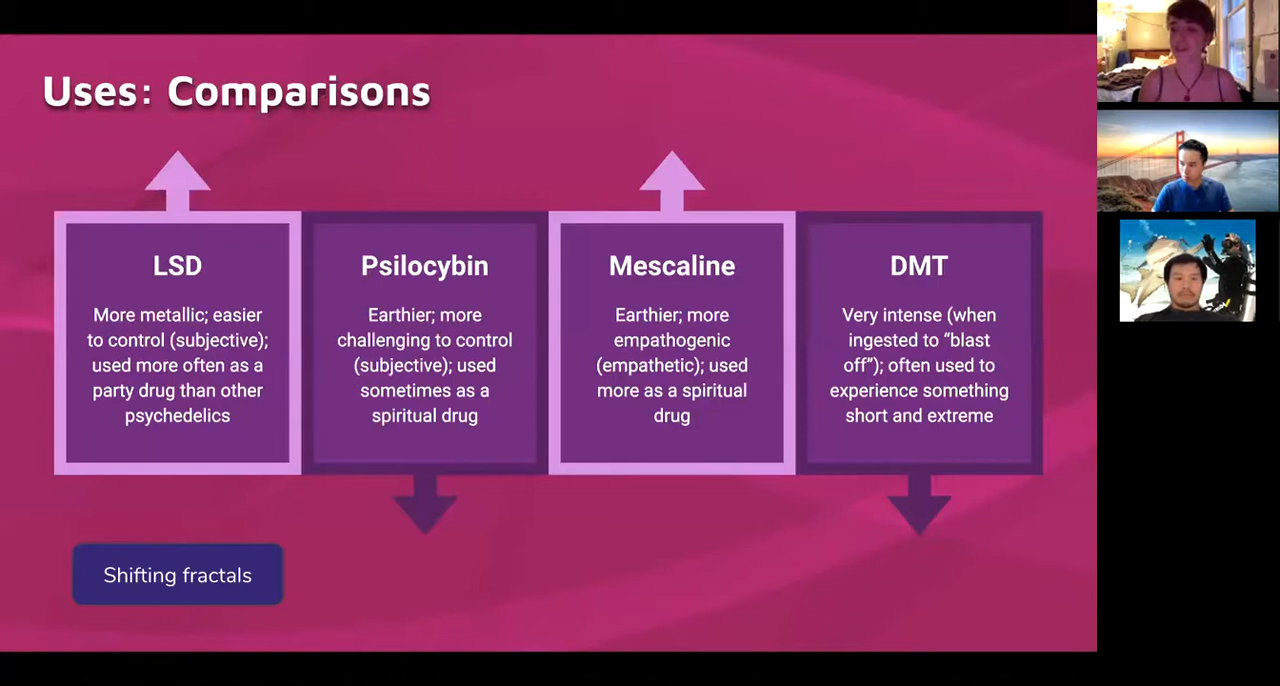 Uses: Comparisons
LSD
More metallic; easier
to control (subjective);
used more often as a
party drug than other
psychedelics
Psilocybin
Earthier; more
challenging to control
(subjective); used
sometimes as a
spiritual drug
Mescaline
Earthier; more
empathogenic
(empathetic); used
more as a spiritual
drug
DMT
Very intense (when
ingested to “blast
off”); often used to
experience something
short and extreme
Shifting fractals